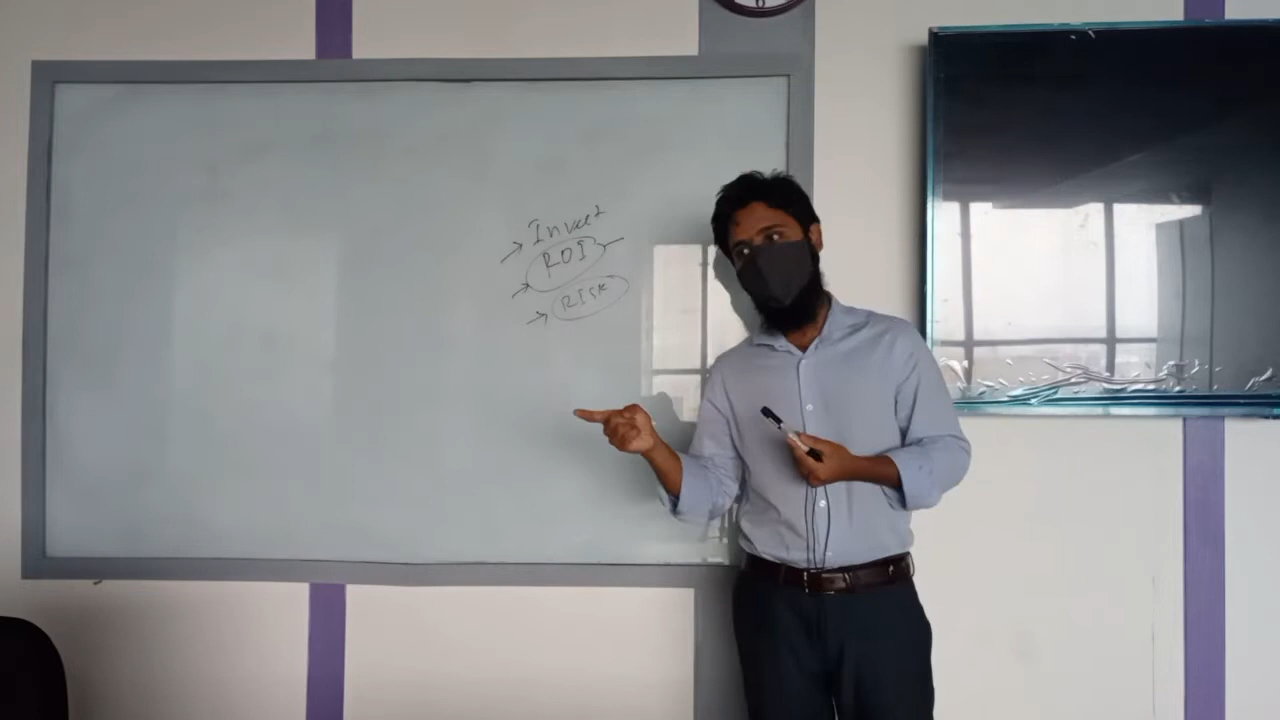 → Invest
→ ROI
→ RISK